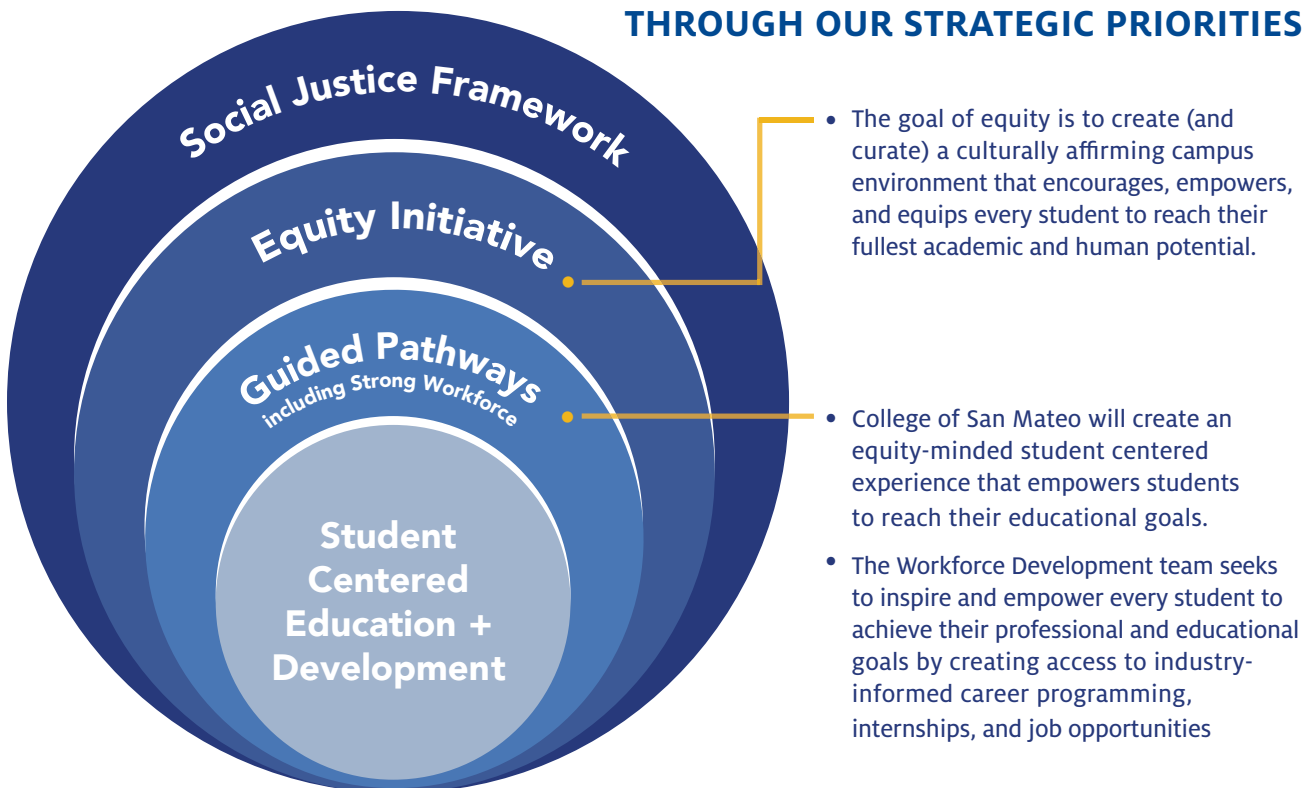 THROUGH OUR STRATEGIC PRIORITIES
Social Justice Framework
Equity Initiative
Guided Pathways
including Strong Workforce
Student
Centered
Education +
Development
• The goal of equity is to create (and
curate) a culturally affirming campus
environment that encourages, empowers,
and equips every student to reach their
fullest academic and human potential.
• College of San Mateo will create an
equity-minded student centered
experience that empowers students
to reach their educational goals.
• The Workforce Development team seeks
to inspire and empower every student to
achieve their professional and educational
goals by creating access to industry-
informed career programming,
internships, and job opportunities